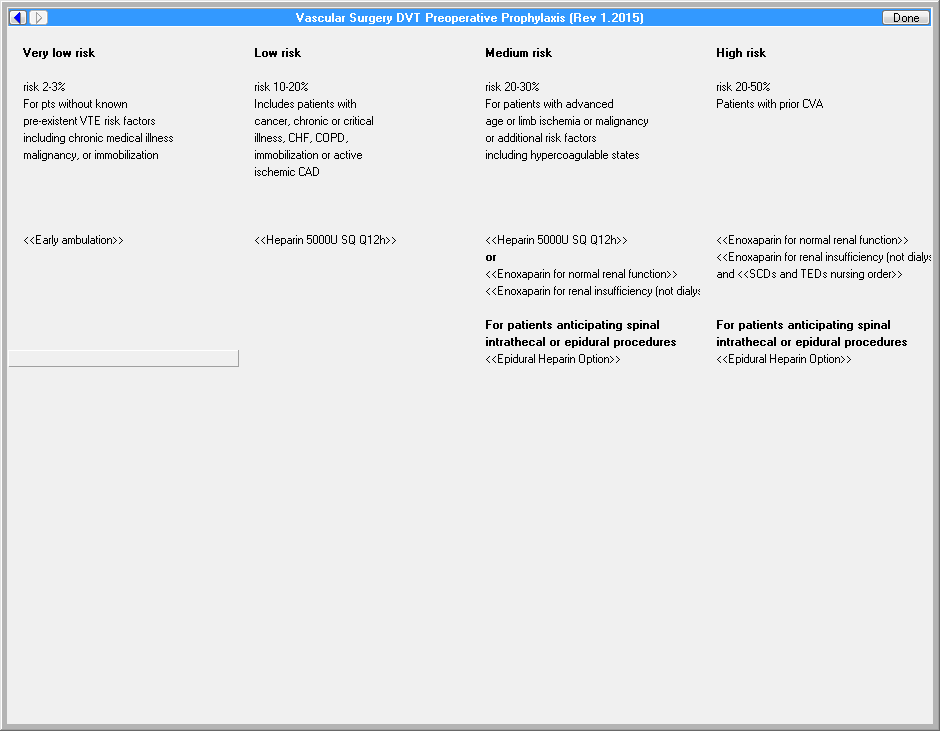 Vascular Surgery DVT Preoperative Prophylaxis (Rev 1.2015)
Done
Very low risk
risk 2-3%
For pts without known
pre-existent VTE risk factors
including chronic medical illness
malignancy, or immobilization
<<Early ambulation>>
Low risk
risk 10-20%
Includes patients with
cancer, chronic or critical
illness, CHF, COPD,
immobilization or active
ischemic CAD
<<Heparin 5000U SQ Q12h>>
Medium risk
risk 20-30%
For patients with advanced
age or limb ischemia or malignancy
or additional risk factors
including hypercoagulable states
<<Heparin 5000U SQ Q12h>>
or
<<Enoxaparin for normal renal function>>
<<Enoxaparin for renal insufficiency (not dialys
For patients anticipating spinal
intrathecal or epidural procedures
<<Epidural Heparin Option>>
High risk
risk 20-50%
Patients with prior CVA
<<Enoxaparin for normal renal function>>
<<Enoxaparin for renal insufficiency (not dialys
and <<SCDs and TEDs nursing order>>
For patients anticipating spinal
intrathecal or epidural procedures
<<Epidural Heparin Option>>